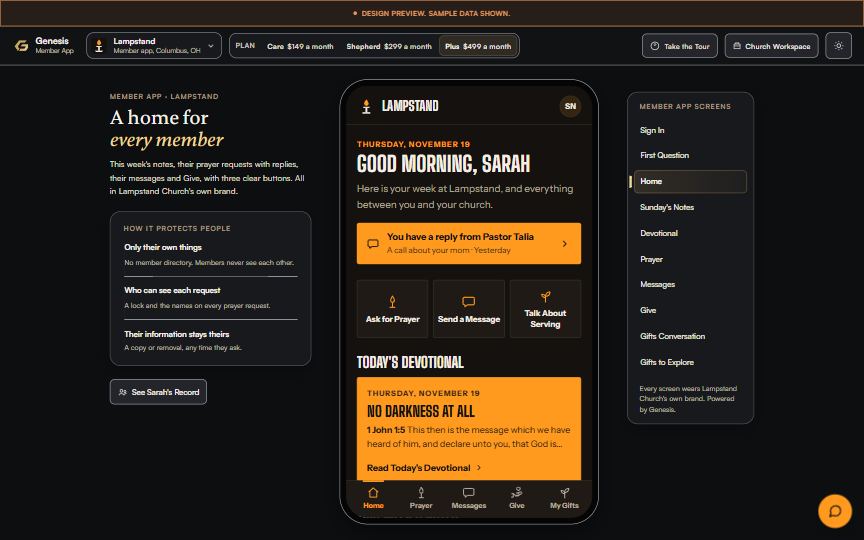 DESIGN PREVIEW. SAMPLE DATA SHOWN.
Genesis
Member App
Lampstand
Member app, Columbus, OH
PLAN
Care $149 a month
Shepherd $299 a month
Plus $499 a month
Take the Tour
Church Workspace
MEMBER APP · LAMPSTAND
A home for
every member
This week's notes, their prayer requests with replies,
their messages and Give, with three clear buttons. All
in Lampstand Church's own brand.
HOW IT PROTECTS PEOPLE
Only their own things
No member directory. Members never see each other.
Who can see each request
A lock and the names on every prayer request.
Their information stays theirs
A copy or removal, any time they ask.
See Sarah's Record
LAMPSTAND
SN
THURSDAY, NOVEMBER 19
GOOD MORNING, SARAH
Here is your week at Lampstand, and everything
between you and your church.
You have a reply from Pastor Talia
A call about your mom · Yesterday
Ask for Prayer
Send a Message
Talk About
Serving
TODAY'S DEVOTIONAL
THURSDAY, NOVEMBER 19
NO DARKNESS AT ALL
1 John 1:5 This then is the message which we have
heard of him, and declare unto you, that God is...
Read Today's Devotional
Home
Prayer
Messages
Give
My Gifts
MEMBER APP SCREENS
Sign In
First Question
Home
Sunday's Notes
Devotional
Prayer
Messages
Give
Gifts Conversation
Gifts to Explore
Every screen wears Lampstand
Church's own brand. Powered
by Genesis.